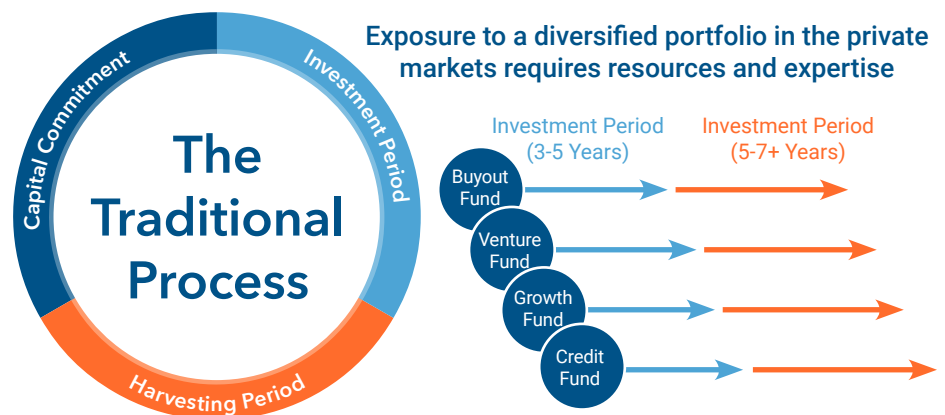 Capital Commitment
Investment Period
Harvesting Period
The
Traditional
Process
Exposure to a diversified portfolio in the private
markets requires resources and expertise
Investment Period
(3-5 Years)
Investment Period
(5-7+ Years)
Buyout
Fund
Venture
Fund
Growth
Fund
Credit
Fund